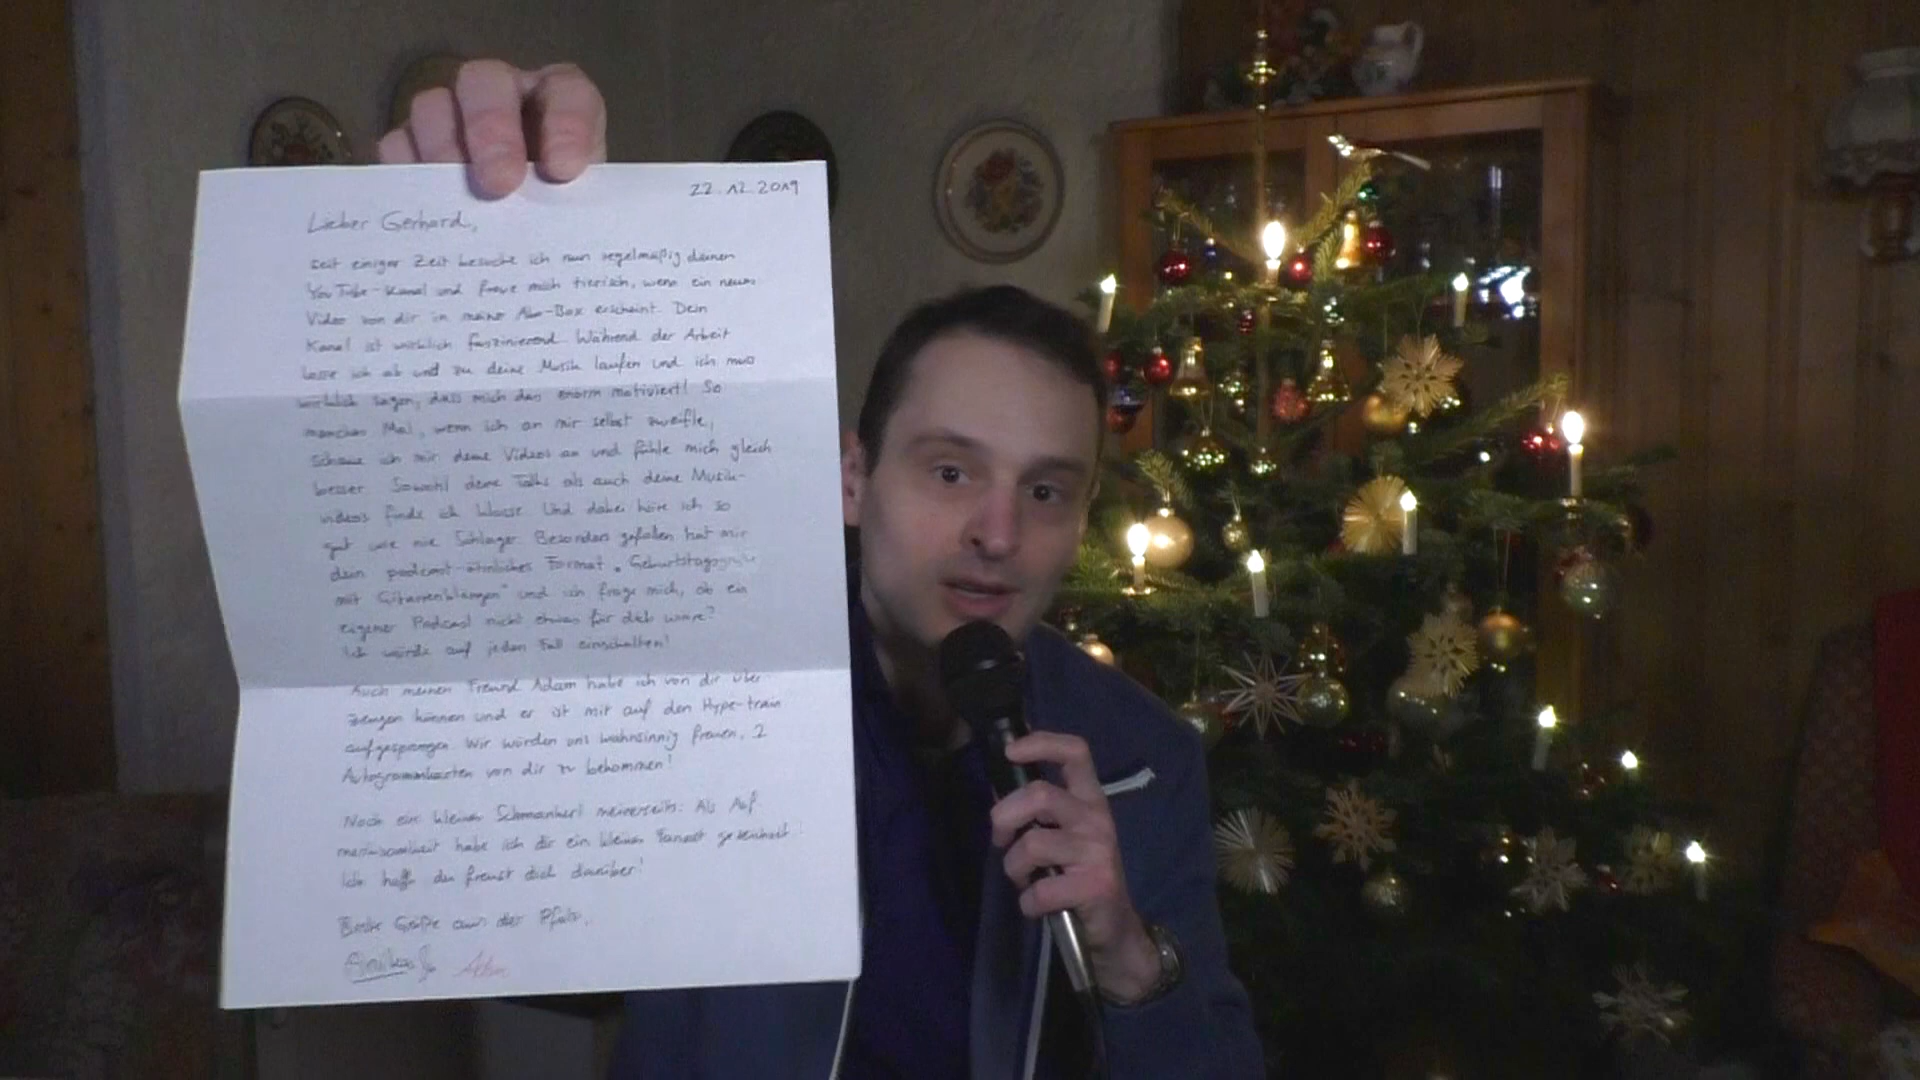 22.12.2019
Lieber Gerhard,
seit einiger Zeit besuche ich nun regelmäßig deinen
YouTube-Kanal und freue mich tierisch, wenn ein neues
Video von dir in meiner Abo-Box erscheint. Dein
Kanal ist wirklich faszinierend. Während der Arbeit
lasse ich ab und zu deine Musik laufen und ich muss
wirklich sagen, dass mich das enorm motiviert! So
manches Mal, wenn ich an mir selbst zweifle,
schaue ich mir deine Videos an und fühle mich gleich
besser. Sowohl deine Talks als auch deine Musik-
videos finde ich klasse. Und dabei höre ich so
gut wie nie Schlager. Besonders gefallen hat mir
dein podcast-ähnliches Format „Geburtstagsgrüße
mit Gitarrenklängen" und ich frage mich, ob ein
eigener Podcast nicht etwas für dich wäre?
Ich würde auf jeden Fall einschalten!
Auch meinen Freund Adam habe ich von dir über-
zeugen können und er ist mit auf den Hype-train
aufgesprungen. Wir würden uns wahnsinnig freuen, 2
Autogrammkarten von dir zu bekommen!
Noch ein kleines Schmankerl meinerseits: Als Auf-
merksamkeit habe ich dir ein kleines Fanart gezeichnet!
Ich hoffe du freust dich darüber!
Grüße aus der Pfalz,